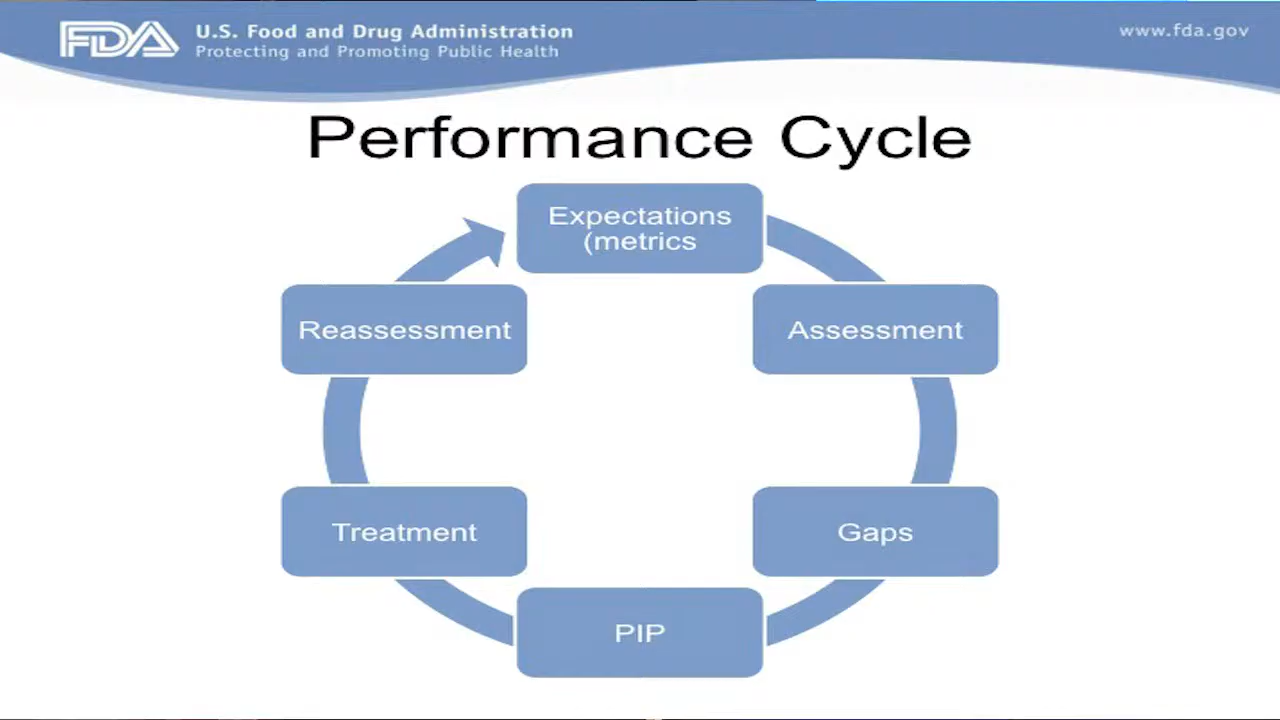 FDA
U.S. Food and Drug Administration
Protecting and Promoting Public Health
www.fda.gov
Performance Cycle
Expectations
(metrics
Assessment
Gaps
PIP
Treatment
Reassessment